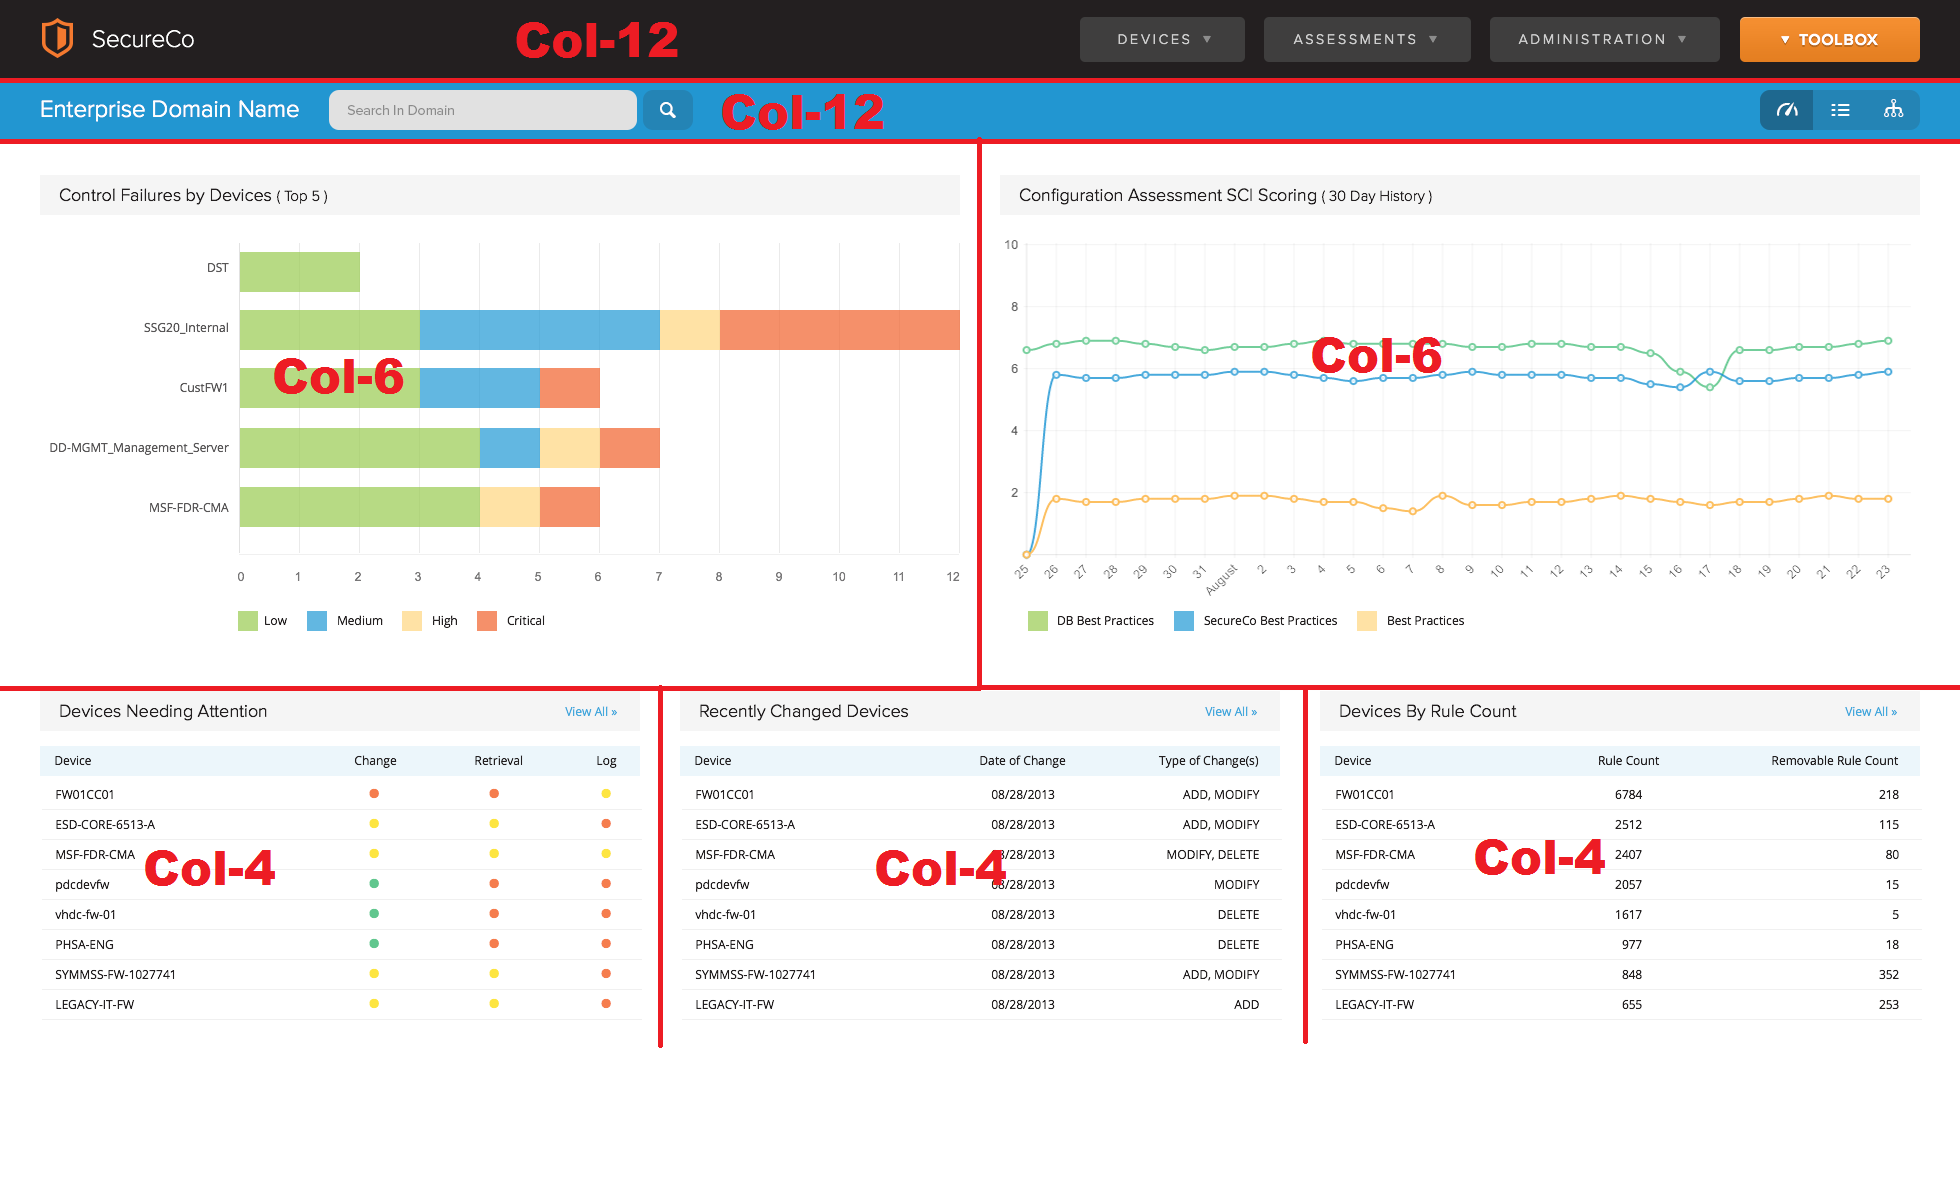 SecureCo
Col-12
DEVICES ▼
ASSESSMENTS ▼
ADMINISTRATION ▼
▼ TOOLBOX
Enterprise Domain Name
Search In Domain
Col-12
Control Failures by Devices ( Top 5 )
DST
SSG20_Internal
CustFW1
DD-MGMT_Management_Server
MSF-FDR-CMA
Col-6
0 1 2 3 4 5 6 7 8 9 10 11 12
Low Medium High Critical
Configuration Assessment SCI Scoring ( 30 Day History )
10
8
6
4
2
Col-6
25 26 27 28 29 30 31 August 2 3 4 5 6 7 8 9 10 11 12 13 14 15 16 17 18 19 20 21 22 23
DB Best Practices SecureCo Best Practices Best Practices
Devices Needing Attention View All »
Device Change Retrieval Log
FW01CC01
ESD-CORE-6513-A
MSF-FDR-CMA
Col-4
pdcdevfw
vhdc-fw-01
PHSA-ENG
SYMMSS-FW-1027741
LEGACY-IT-FW
Recently Changed Devices View All »
Device Date of Change Type of Change(s)
FW01CC01 08/28/2013 ADD, MODIFY
ESD-CORE-6513-A 08/28/2013 ADD, MODIFY
MSF-FDR-CMA 08/28/2013 MODIFY, DELETE
Col-4
pdcdevfw 08/28/2013 MODIFY
vhdc-fw-01 08/28/2013 DELETE
PHSA-ENG 08/28/2013 DELETE
SYMMSS-FW-1027741 08/28/2013 ADD, MODIFY
LEGACY-IT-FW 08/28/2013 ADD
Devices By Rule Count View All »
Device Rule Count Removable Rule Count
FW01CC01 6784 218
ESD-CORE-6513-A 2512 115
MSF-FDR-CMA 2407 80
Col-4
pdcdevfw 2057 15
vhdc-fw-01 1617 5
PHSA-ENG 977 18
SYMMSS-FW-1027741 848 352
LEGACY-IT-FW 655 253